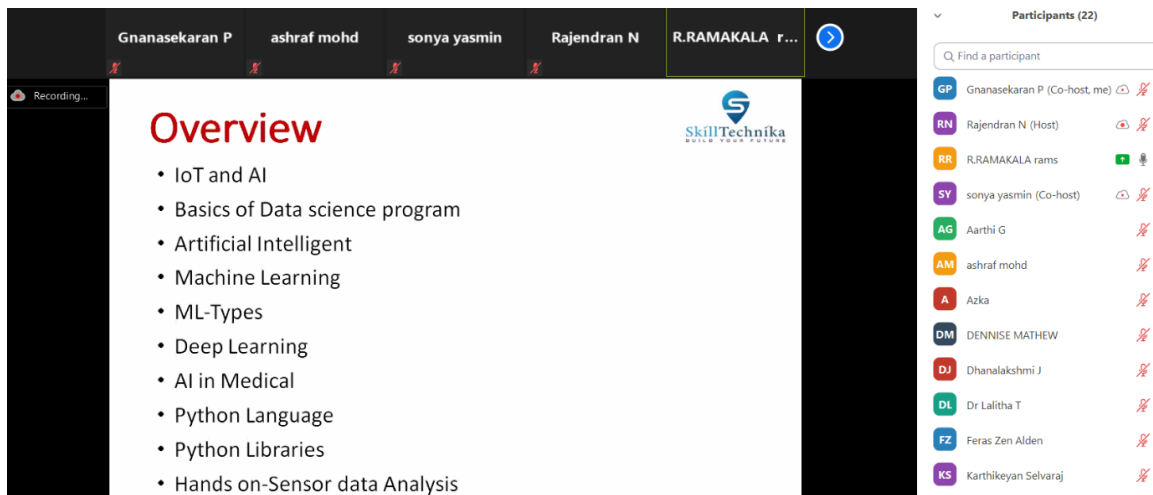 Gnanasekaran P
ashraf mohd
sonya yasmin
Rajendran N
R.RAMAKALA r...
Recording...
Overview
SkillTechnika
BUILD YOUR FUTURE
• IoT and AI
• Basics of Data science program
• Artificial Intelligent
• Machine Learning
• ML-Types
• Deep Learning
• AI in Medical
• Python Language
• Python Libraries
• Hands on-Sensor data Analysis
Participants (22)
Find a participant
GP Gnanasekaran P (Co-host, me)
RN Rajendran N (Host)
RR R.RAMAKALA rams
SY sonya yasmin (Co-host)
AG Aarthi G
AM ashraf mohd
A Azka
DM DENNISE MATHEW
DJ Dhanalakshmi J
DL Dr Lalitha T
FZ Feras Zen Alden
KS Karthikeyan Selvaraj